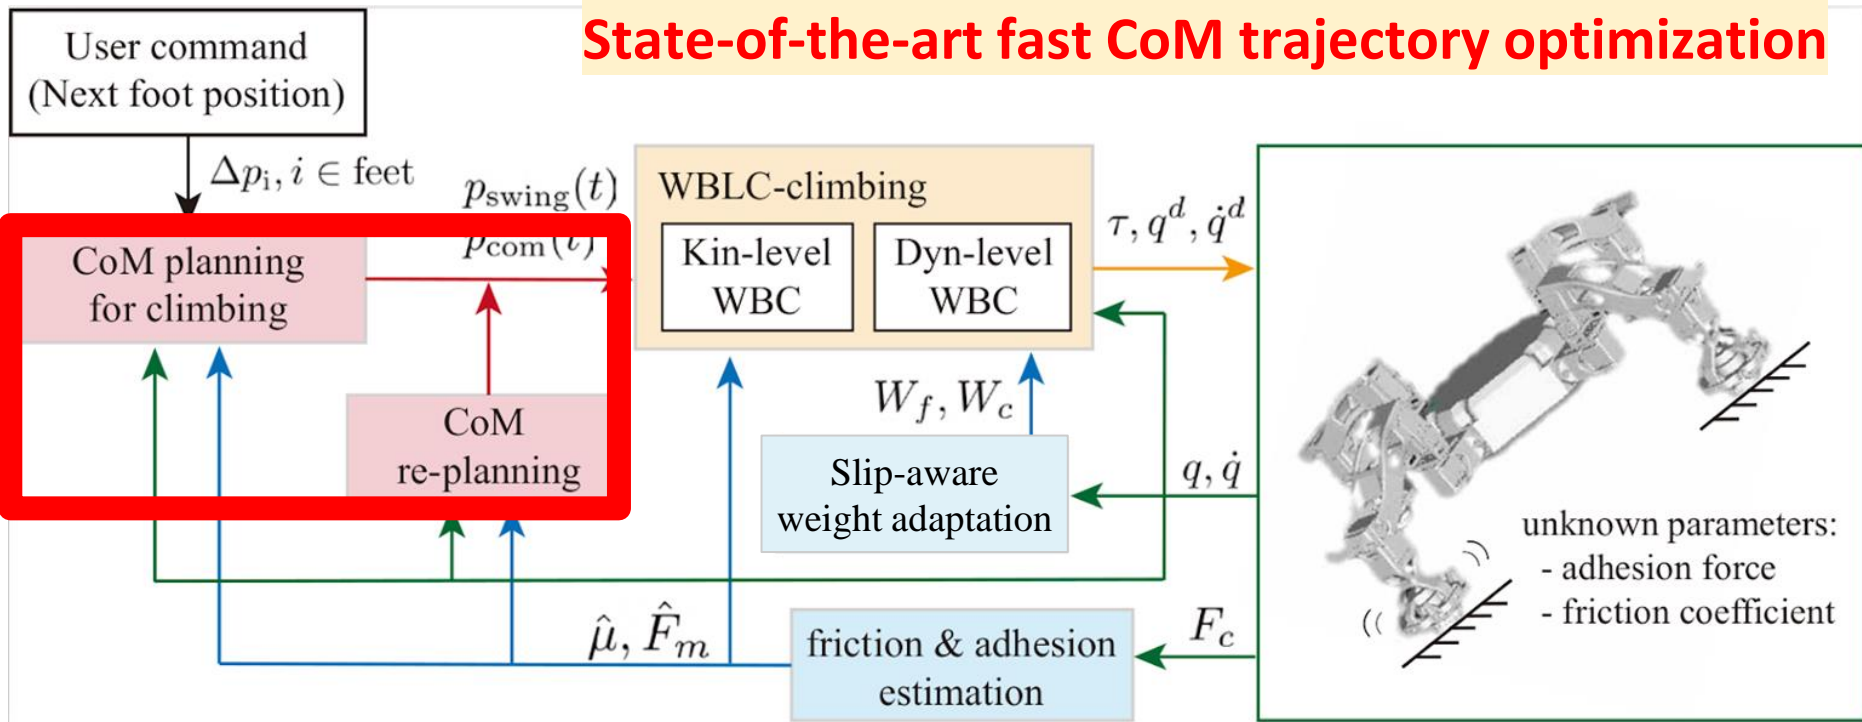 State-of-the-art fast CoM trajectory optimization
User command
(Next foot position)
Δp_i, i ∈ feet
p_swing(t)
p_com(t)
CoM planning
for climbing
CoM
re-planning
WBLC-climbing
Kin-level
WBC
Dyn-level
WBC
τ, q^d, q̇^d
W_f, W_c
Slip-aware
weight adaptation
q, q̇
unknown parameters:
- adhesion force
- friction coefficient
μ̂, F̂_m
friction & adhesion
estimation
F_c